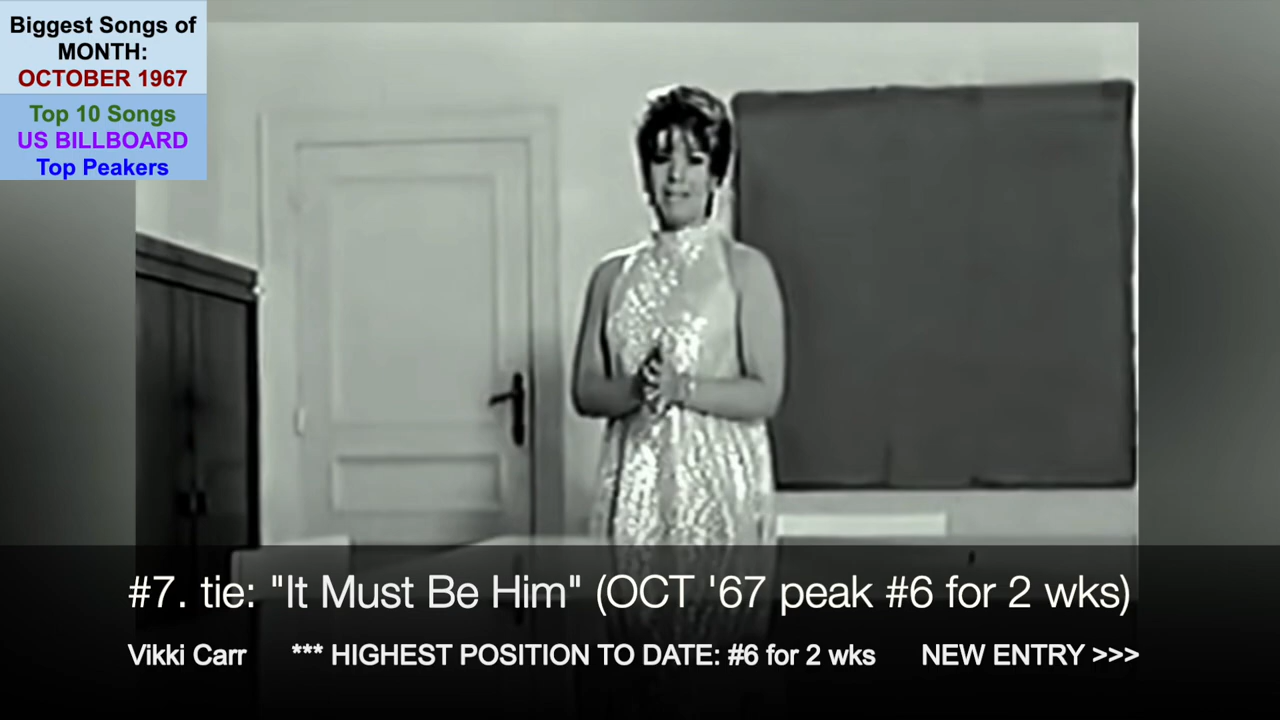 Biggest Songs of
MONTH:
OCTOBER 1967
Top 10 Songs
US BILLBOARD
Top Peakers
#7. tie: "It Must Be Him" (OCT '67 peak #6 for 2 wks)
Vikki Carr *** HIGHEST POSITION TO DATE: #6 for 2 wks NEW ENTRY >>>